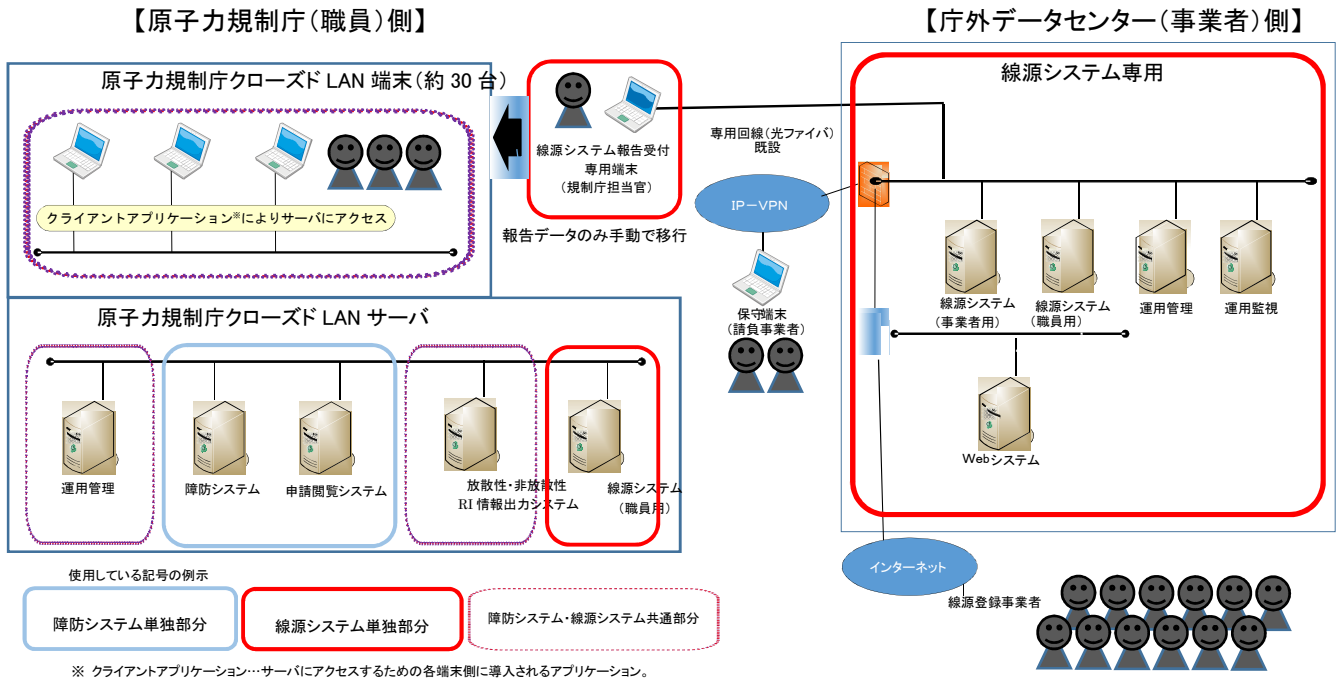 【原子力規制庁(職員)側】
【庁外データセンター(事業者)側】
原子力規制庁クローズド LAN 端末(約 30 台)
クライアントアプリケーション※によりサーバにアクセス
線源システム報告受付
専用端末
(規制庁担当官)
報告データのみ手動で移行
専用回線(光ファイバ)
既設
IP-VPN
保守端末
(請負事業者)
線源システム専用
線源システム
(事業者用)
線源システム
(職員用)
運用管理
運用監視
Webシステム
原子力規制庁クローズド LAN サーバ
運用管理
障防システム
申請閲覧システム
放散性・非放散性
RI 情報出力システム
線源システム
(職員用)
インターネット
線源登録事業者
使用している記号の例示
障防システム単独部分
線源システム単独部分
障防システム・線源システム共通部分
※ クライアントアプリケーション…サーバにアクセスするための各端末側に導入されるアプリケーション。